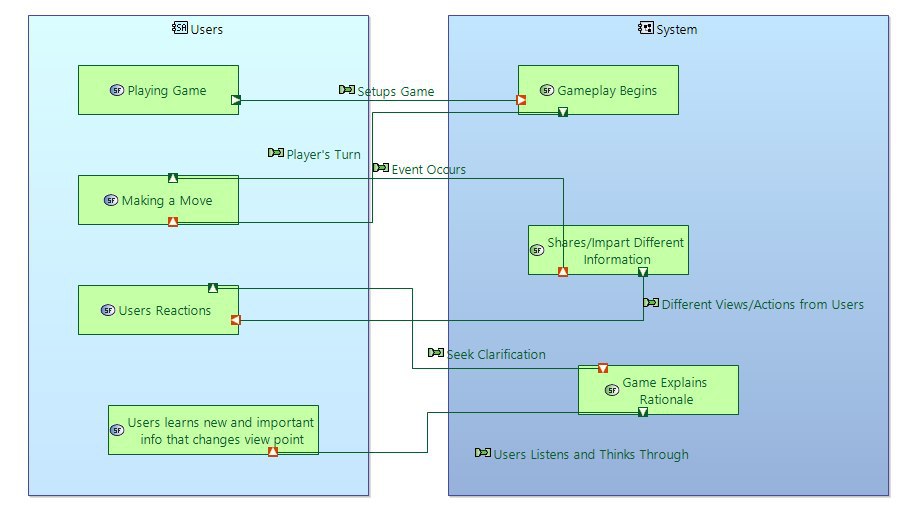 SA Users
System
SF Playing Game
Setups Game
SF Gameplay Begins
Player's Turn
Event Occurs
SF Making a Move
SF Shares/Impart Different
Information
SF Users Reactions
Different Views/Actions from Users
Seek Clarification
SF Game Explains
Rationale
SF Users learns new and important
info that changes view point
Users Listens and Thinks Through